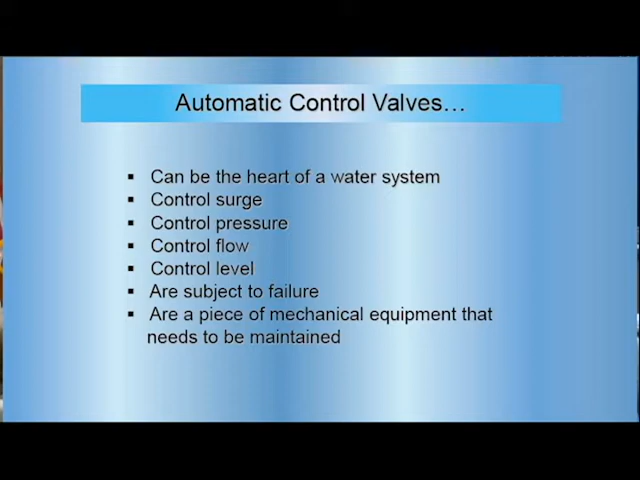 Automatic Control Valves…
▪ Can be the heart of a water system
▪ Control surge
▪ Control pressure
▪ Control flow
▪ Control level
▪ Are subject to failure
▪ Are a piece of mechanical equipment that
needs to be maintained